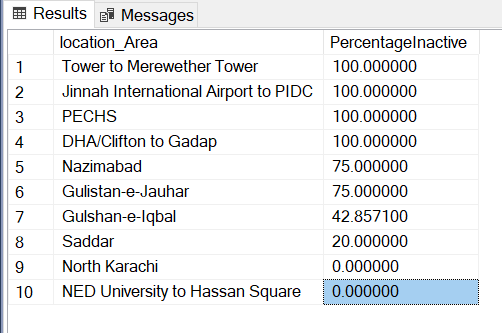 Results Messages
location_Area PercentageInactive
1 Tower to Merewether Tower 100.000000
2 Jinnah International Airport to PIDC 100.000000
3 PECHS 100.000000
4 DHA/Clifton to Gadap 100.000000
5 Nazimabad 75.000000
6 Gulistan-e-Jauhar 75.000000
7 Gulshan-e-Iqbal 42.857100
8 Saddar 20.000000
9 North Karachi 0.000000
10 NED University to Hassan Square 0.000000